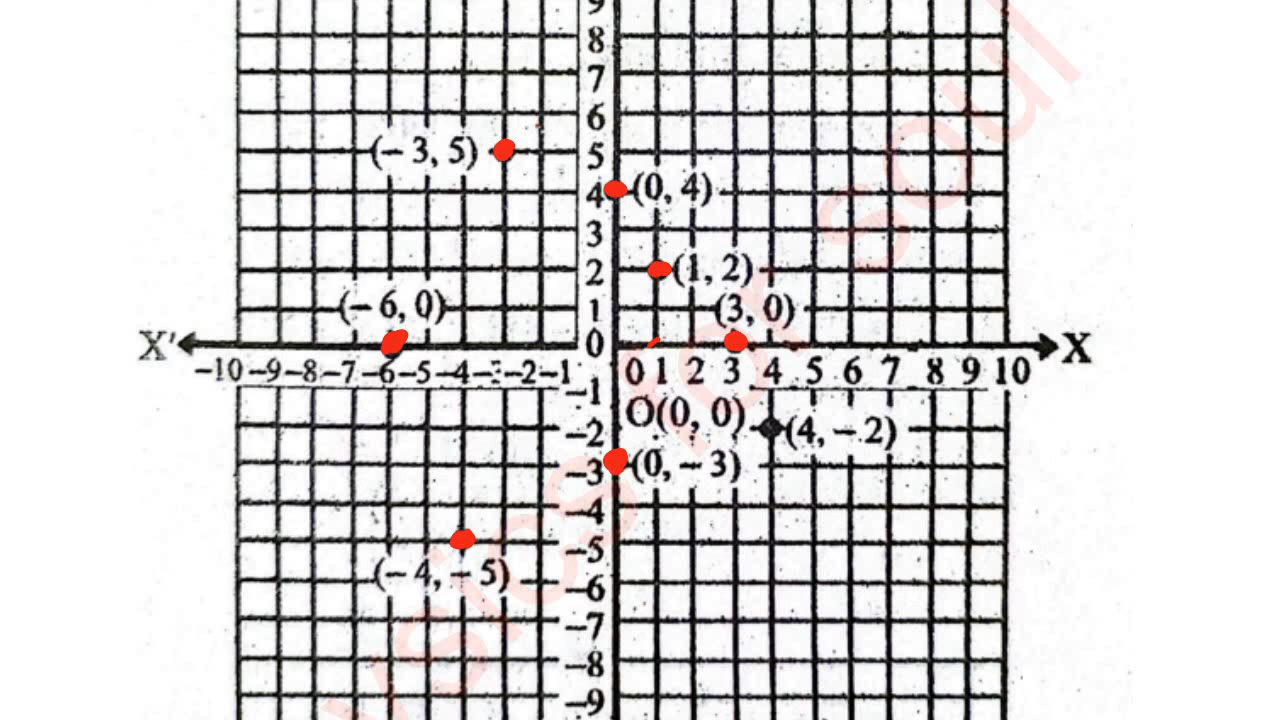 9
8
7
6
(− 3, 5) 5
4 (0, 4)
3
2 (1, 2)
(− 6, 0) 1 (3, 0)
X′ 0 X
−10 −9 −8 −7 −6 −5 −4 −2 −1 0 1 2 3 4 5 6 7 8 9 10
−1
O(0, 0)
−2 (4, − 2)
−3 (0, − 3)
−4
−5
(− 4, − 5)
−6
−7
−8
−9
ysics for soul